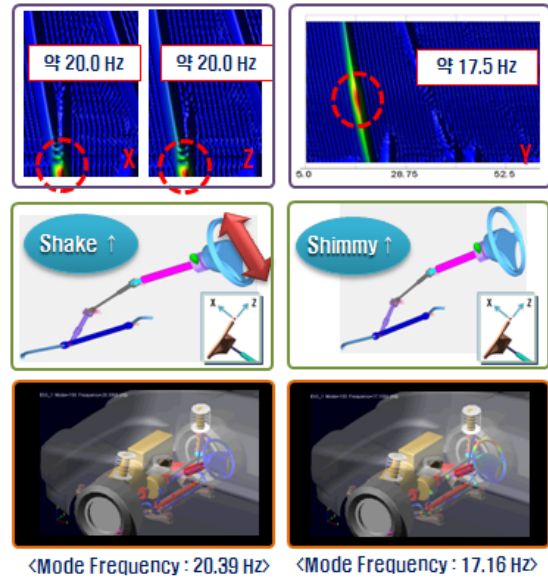 약 20.0 Hz
약 20.0 Hz
약 17.5 Hz
X
Z
Y
5.0
28.75
52.5
Shake ↑
Shimmy ↑
X
Z
X
Z
<Mode Frequency : 20.39 Hz>
<Mode Frequency : 17.16 Hz>